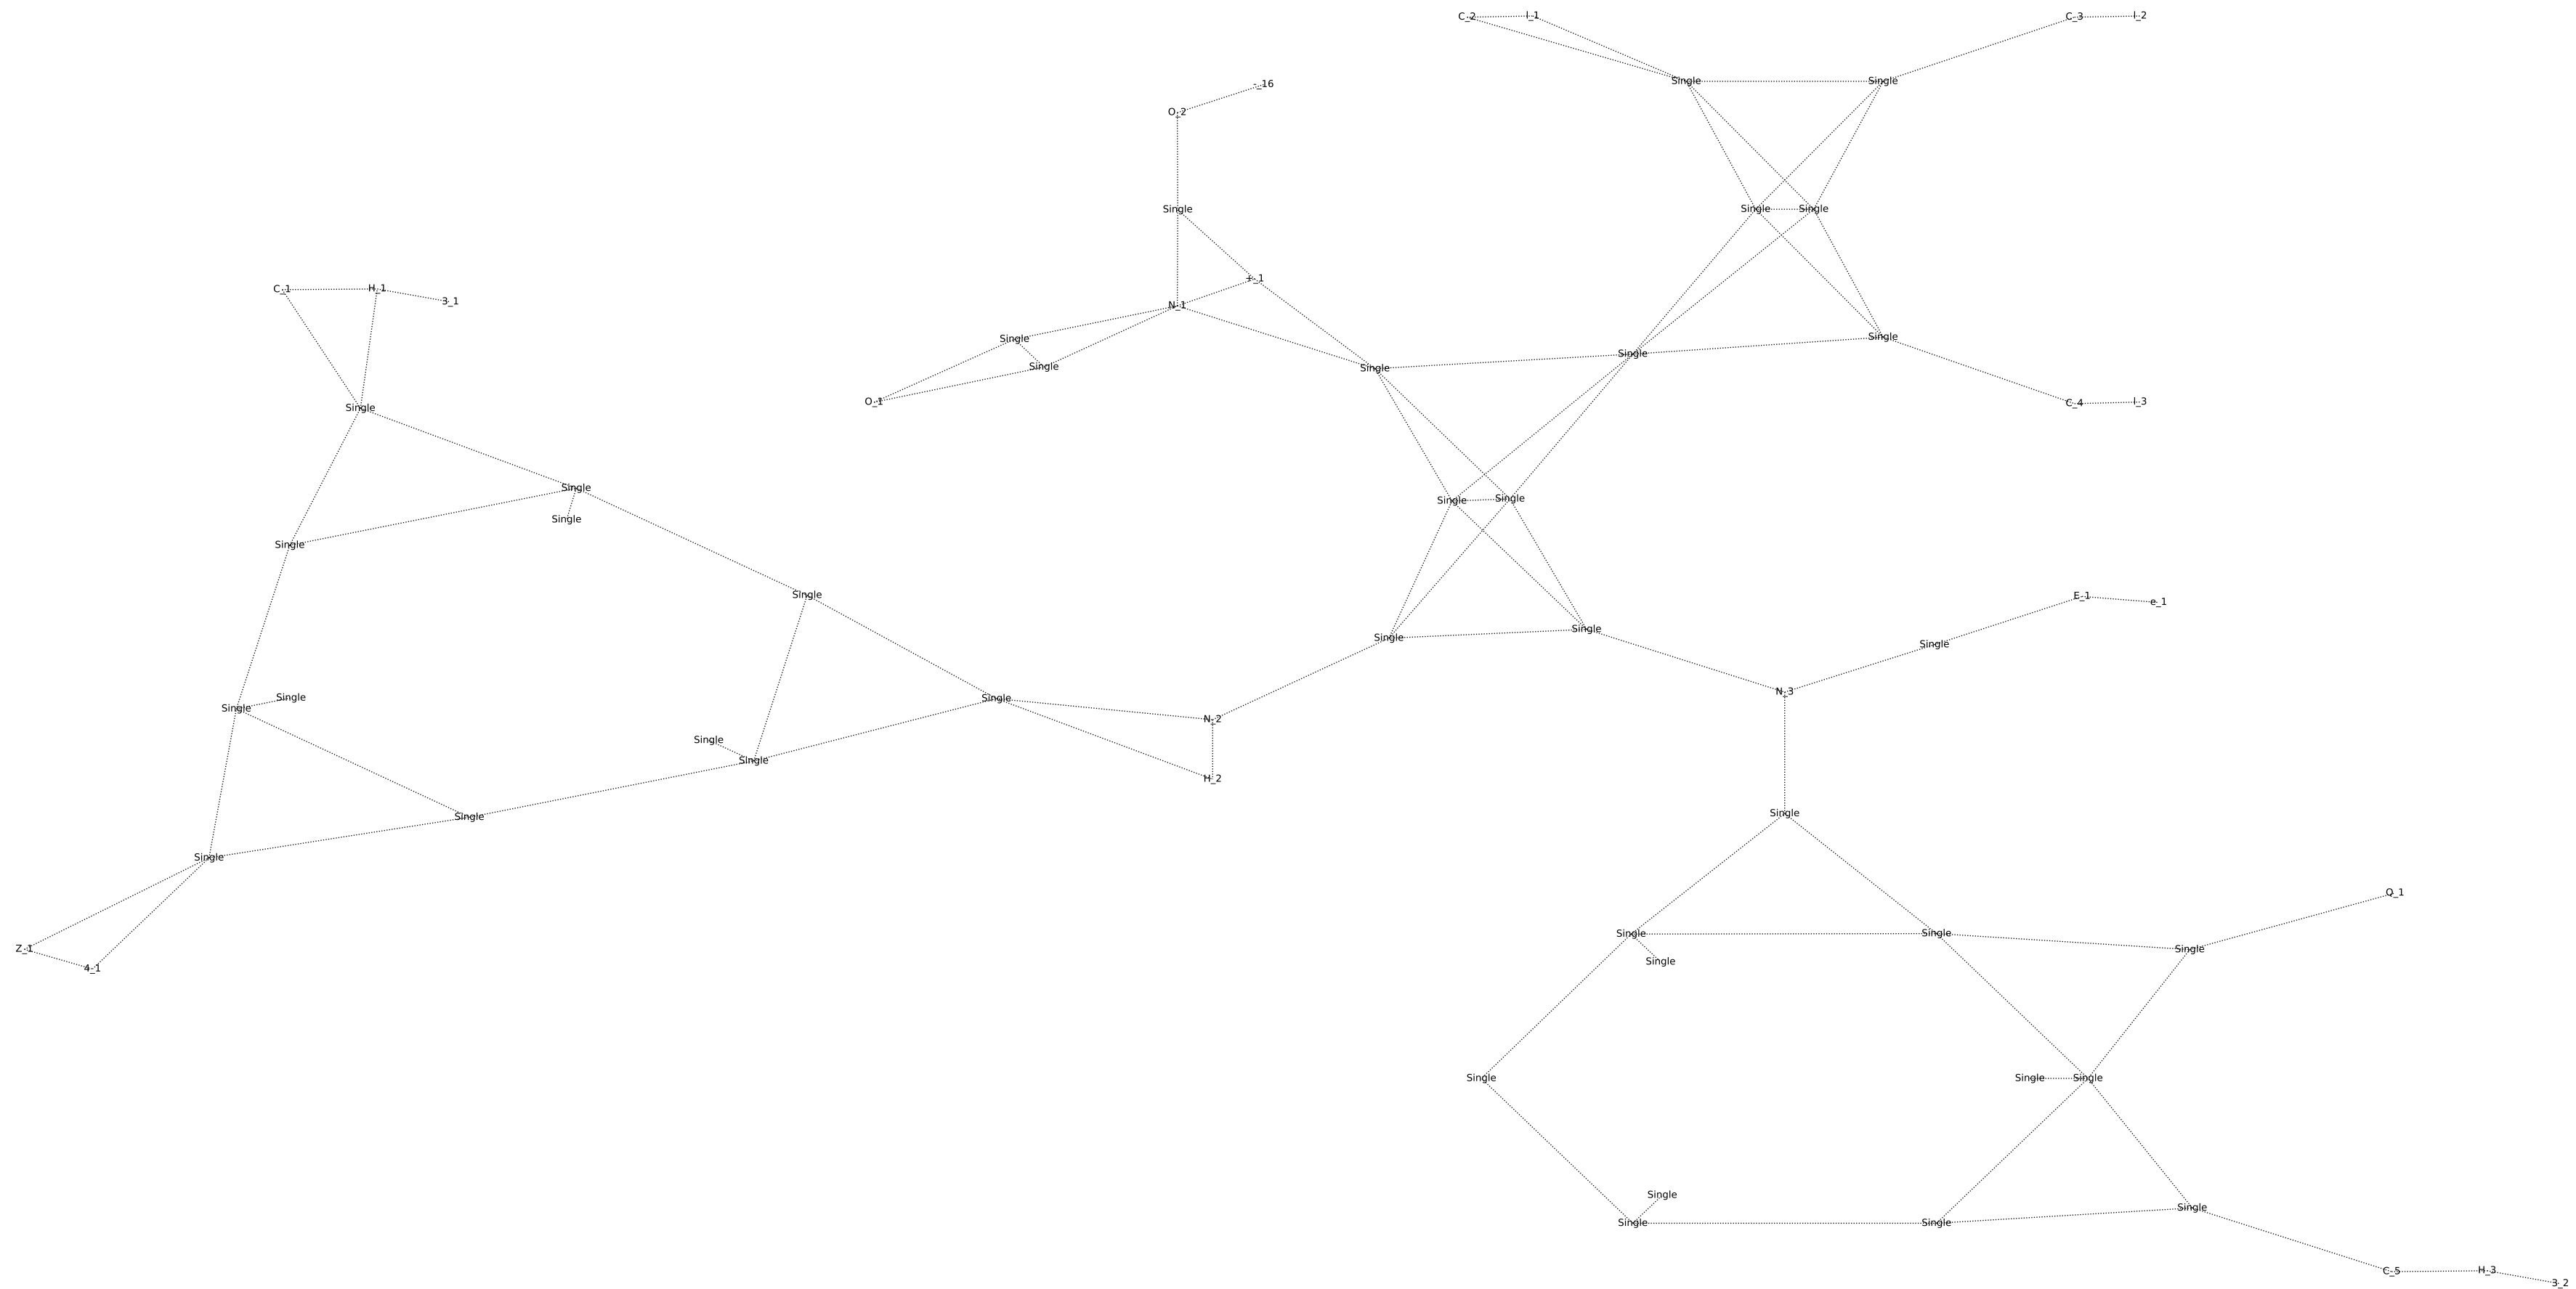 C_2 I_1 C_3 I_2
Single Single
-_16
O_2
Single Single Single
+_1
C_1 H_1 3_1
N_1
Single Single
Single Single
Single
O_1 C_4 I_3
Single
Single
Single Single
Single
Single
Single E_1 e_1
Single Single Single
N_3
Single Single Single
N_2
Single
Single
H_2
Single Single
Single
Q_1
Single Single
Z_1 Single
Single
4_1
Single Single Single
Single
Single
Single Single
C_5 H_3
3_2